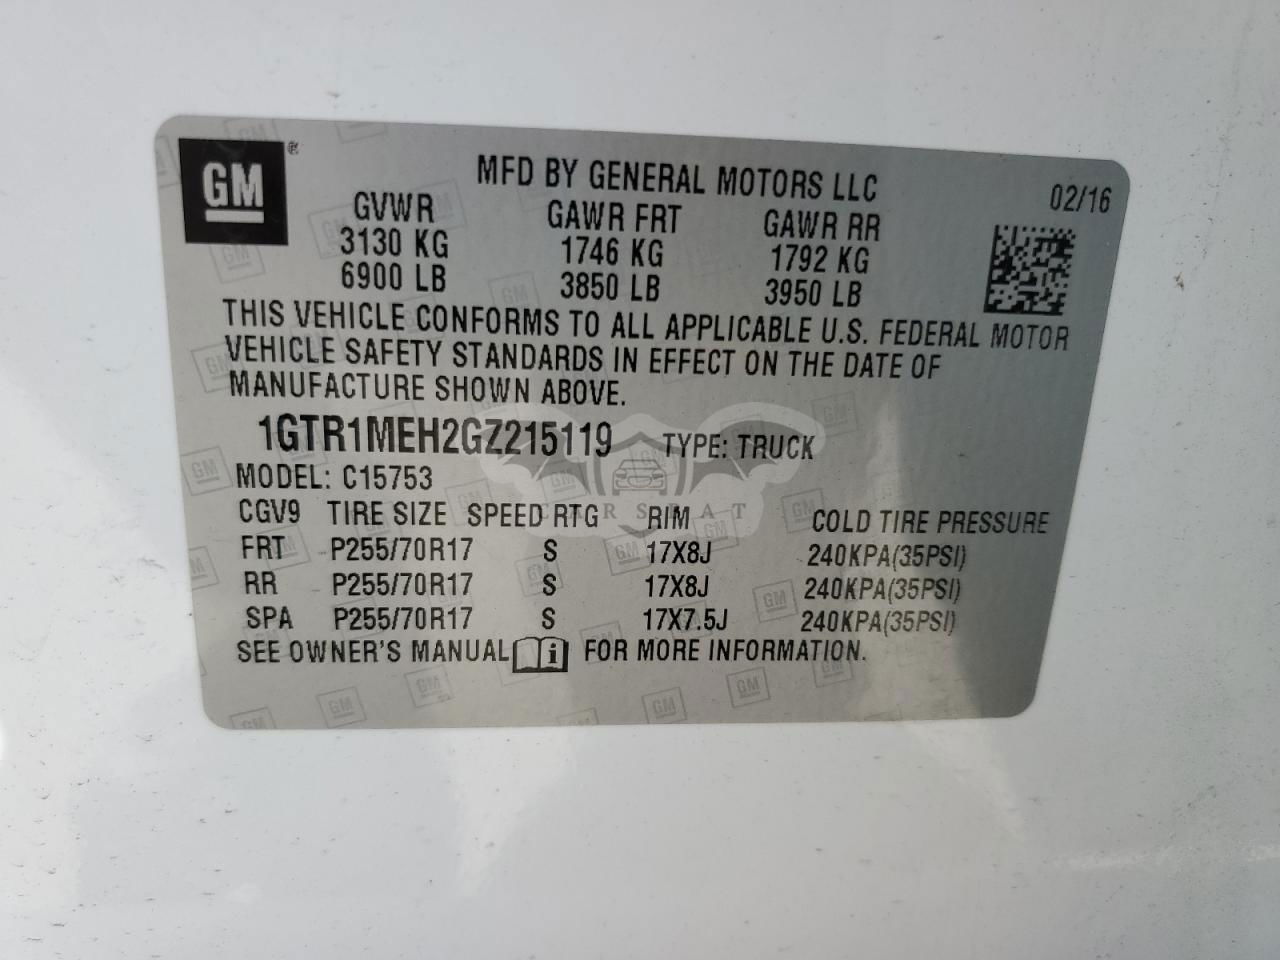 GM ®
MFD BY GENERAL MOTORS LLC 02/16
GVWR GAWR FRT GAWR RR
3130 KG 1746 KG 1792 KG
6900 LB 3850 LB 3950 LB
THIS VEHICLE CONFORMS TO ALL APPLICABLE U.S. FEDERAL MOTOR
VEHICLE SAFETY STANDARDS IN EFFECT ON THE DATE OF
MANUFACTURE SHOWN ABOVE.
1GTR1MEH2GZ215119 TYPE: TRUCK
MODEL: C15753
CGV9 TIRE SIZE SPEED RTG RIM COLD TIRE PRESSURE
FRT P255/70R17 S 17X8J 240KPA(35PSI)
RR P255/70R17 S 17X8J 240KPA(35PSI)
SPA P255/70R17 S 17X7.5J 240KPA(35PSI)
SEE OWNER'S MANUAL i FOR MORE INFORMATION.